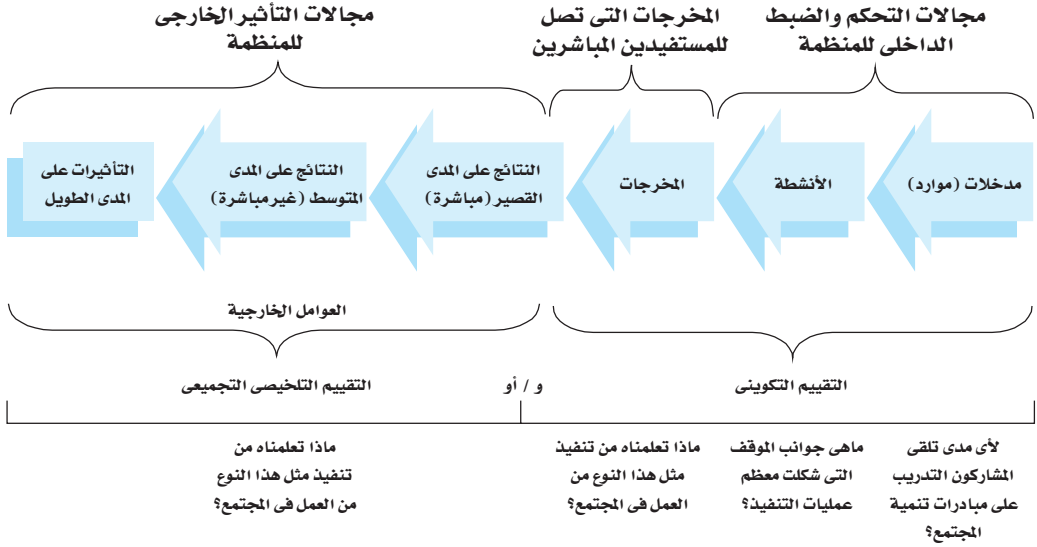 مجالات التحكم والضبط
الداخلى للمنظمة
المخرجات التى تصل
للمستفيدين المباشرين
مجالات التأثير الخارجى
للمنظمة
مدخلات (موارد)
الأنشطة
المخرجات
النتائج على المدى
القصير (مباشرة)
النتائج على المدى
المتوسط (غير مباشرة)
التأثيرات على
المدى الطويل
العوامل الخارجية
التقييم التكوينى
و / أو
التقييم التلخيصى التجميعى
لأى مدى تلقى
المشاركون التدريب
على مبادرات تنمية
المجتمع؟
ماهى جوانب الموقف
التى شكلت معظم
عمليات التنفيذ؟
ماذا تعلمناه من تنفيذ
مثل هذا النوع من
العمل فى المجتمع؟
ماذا تعلمناه من
تنفيذ مثل هذا النوع
من العمل فى المجتمع؟